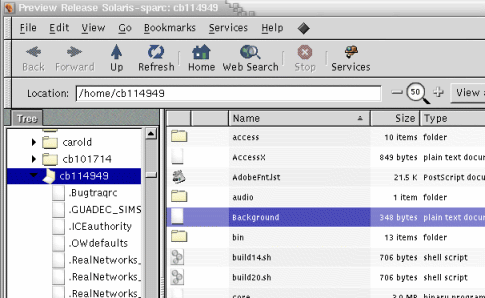 Preview Release Solaris-sparc: cb114949
File Edit View Go Bookmarks Services Help
Back Forward Up Refresh Home Web Search Stop Services
Location: /home/cb114949 50 View a
Tree
carold
cb101714
cb114949
.Bugtraqrc
.GUADEC_SIMS
.ICEauthority
.OWdefaults
.RealNetworks_
.RealNetworks_
.RealNetworks_
Name Size Type
access 10 items folder
AccessX 849 bytes plain text docu
AdobeFntJst 21.5 K PostScript docum
audio 1 item folder
Background 348 bytes plain text docu
bin 13 items folder
build14.sh 706 bytes shell script
build20.sh 706 bytes shell script
core 3.0 MB binary program